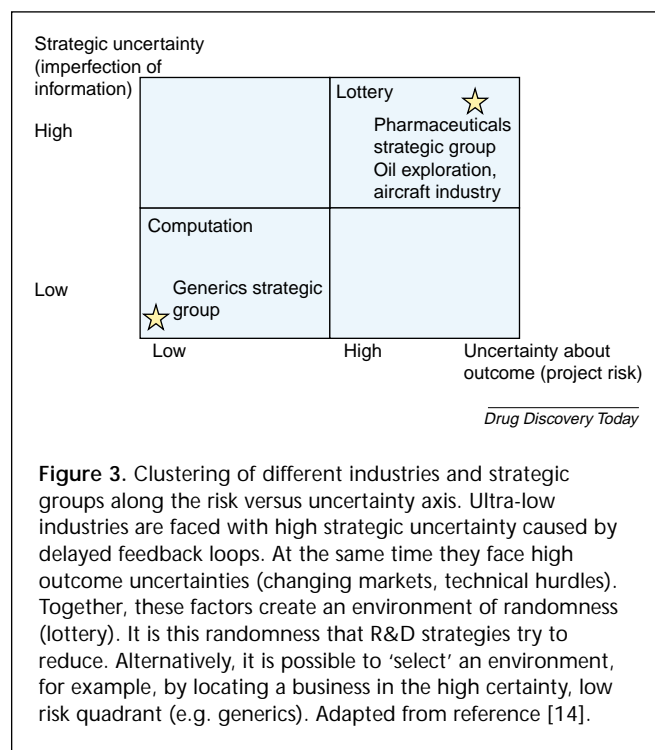 Strategic uncertainty
(imperfection of
information)
Lottery
High
Pharmaceuticals
strategic group
Oil exploration,
aircraft industry
Computation
Low
Generics strategic
group
Low
High
Uncertainty about
outcome (project risk)
Drug Discovery Today
Figure 3. Clustering of different industries and strategic
groups along the risk versus uncertainty axis. Ultra-low
industries are faced with high strategic uncertainty caused by
delayed feedback loops. At the same time they face high
outcome uncertainties (changing markets, technical hurdles).
Together, these factors create an environment of randomness
(lottery). It is this randomness that R&D strategies try to
reduce. Alternatively, it is possible to ‘select’ an environment,
for example, by locating a business in the high certainty, low
risk quadrant (e.g. generics). Adapted from reference [14].